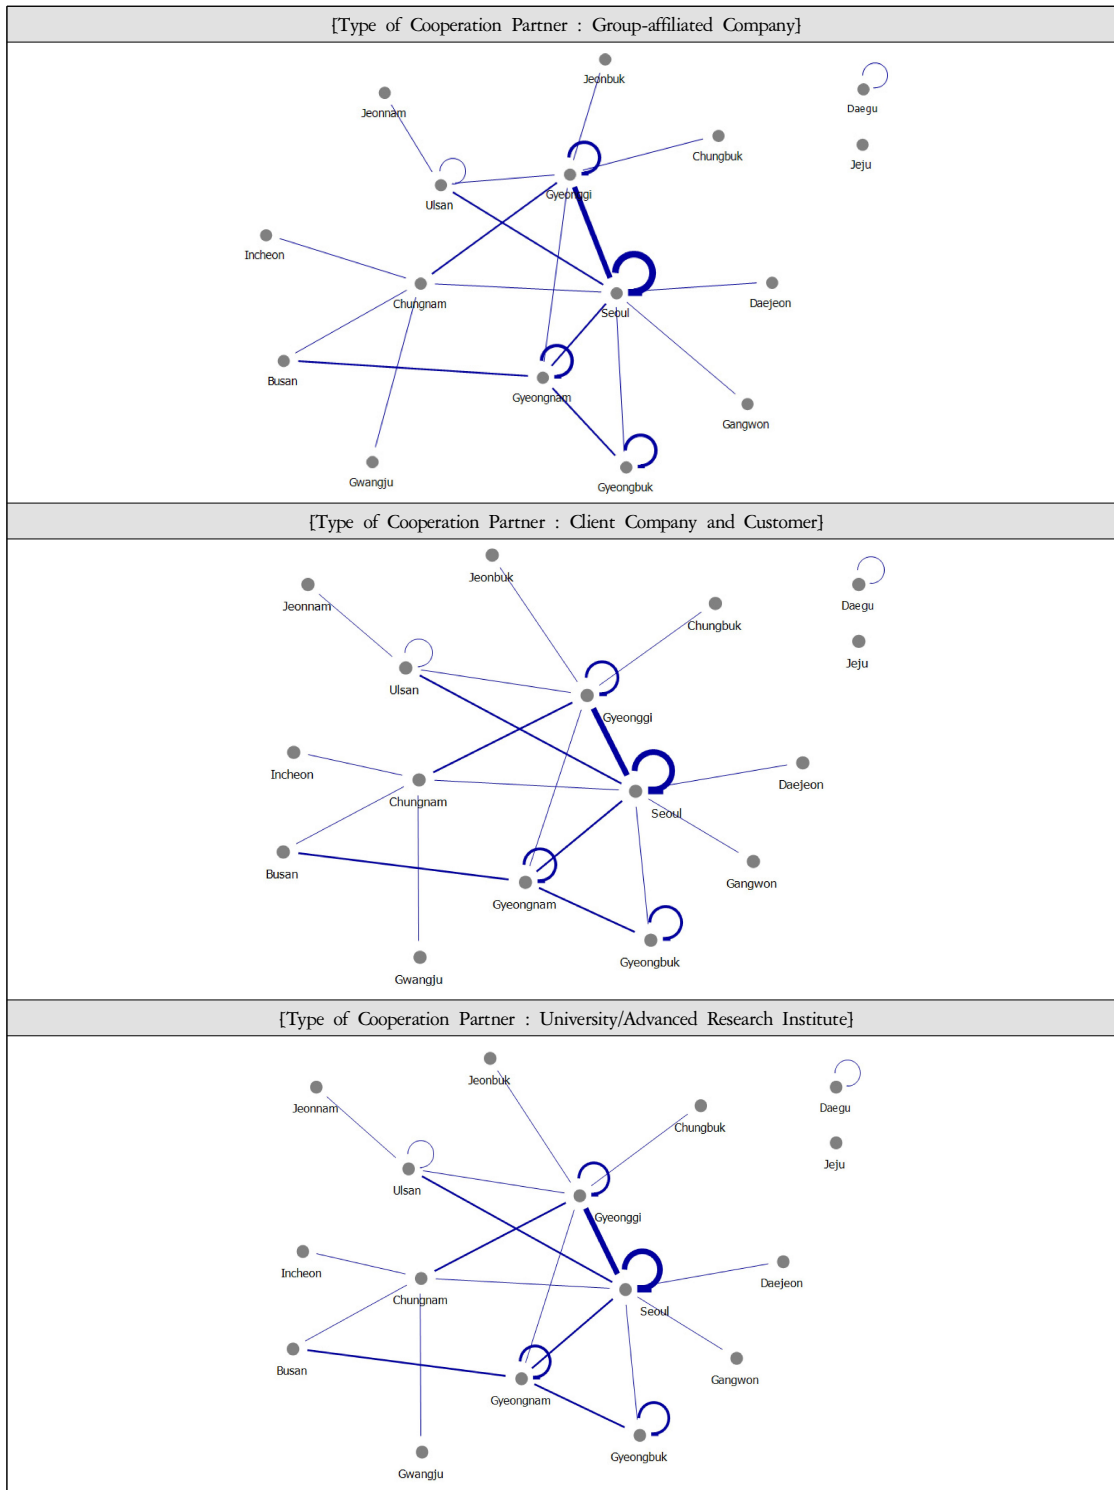 [Type of Cooperation Partner : Group-affiliated Company]
Jeonbuk
Jeonnam
Daegu
Chungbuk
Jeju
Gyeonggi
Ulsan
Incheon
Chungnam
Seoul
Daejeon
Busan
Gyeongnam
Gangwon
Gwangju
Gyeongbuk
[Type of Cooperation Partner : Client Company and Customer]
Jeonbuk
Jeonnam
Daegu
Chungbuk
Jeju
Ulsan
Gyeonggi
Incheon
Chungnam
Seoul
Daejeon
Busan
Gyeongnam
Gangwon
Gyeongbuk
Gwangju
[Type of Cooperation Partner : University/Advanced Research Institute]
Jeonbuk
Jeonnam
Daegu
Chungbuk
Jeju
Ulsan
Gyeonggi
Incheon
Chungnam
Seoul
Daejeon
Busan
Gyeongnam
Gangwon
Gyeongbuk
Gwangju